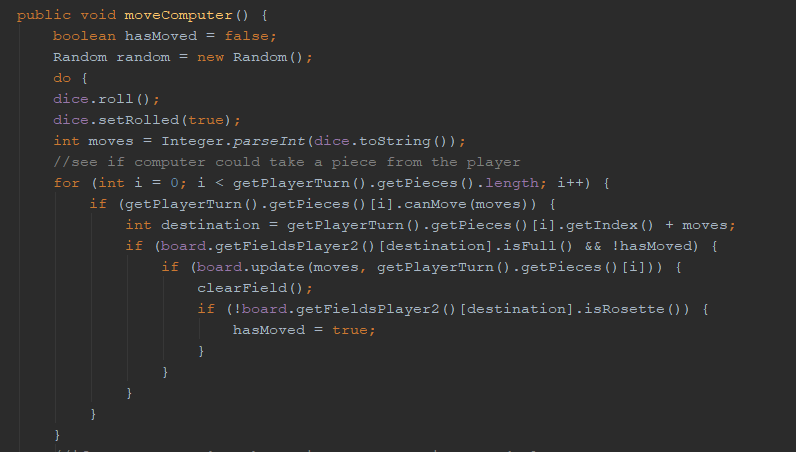 public void moveComputer() {
boolean hasMoved = false;
Random random = new Random();
do {
dice.roll();
dice.setRolled(true);
int moves = Integer.parseInt(dice.toString());
//see if computer could take a piece from the player
for (int i = 0; i < getPlayerTurn().getPieces().length; i++) {
if (getPlayerTurn().getPieces()[i].canMove(moves)) {
int destination = getPlayerTurn().getPieces()[i].getIndex() + moves;
if (board.getFieldsPlayer2()[destination].isFull() && !hasMoved) {
if (board.update(moves, getPlayerTurn().getPieces()[i])) {
clearField();
if (!board.getFieldsPlayer2()[destination].isRosette()) {
hasMoved = true;
}
}
}
}
}